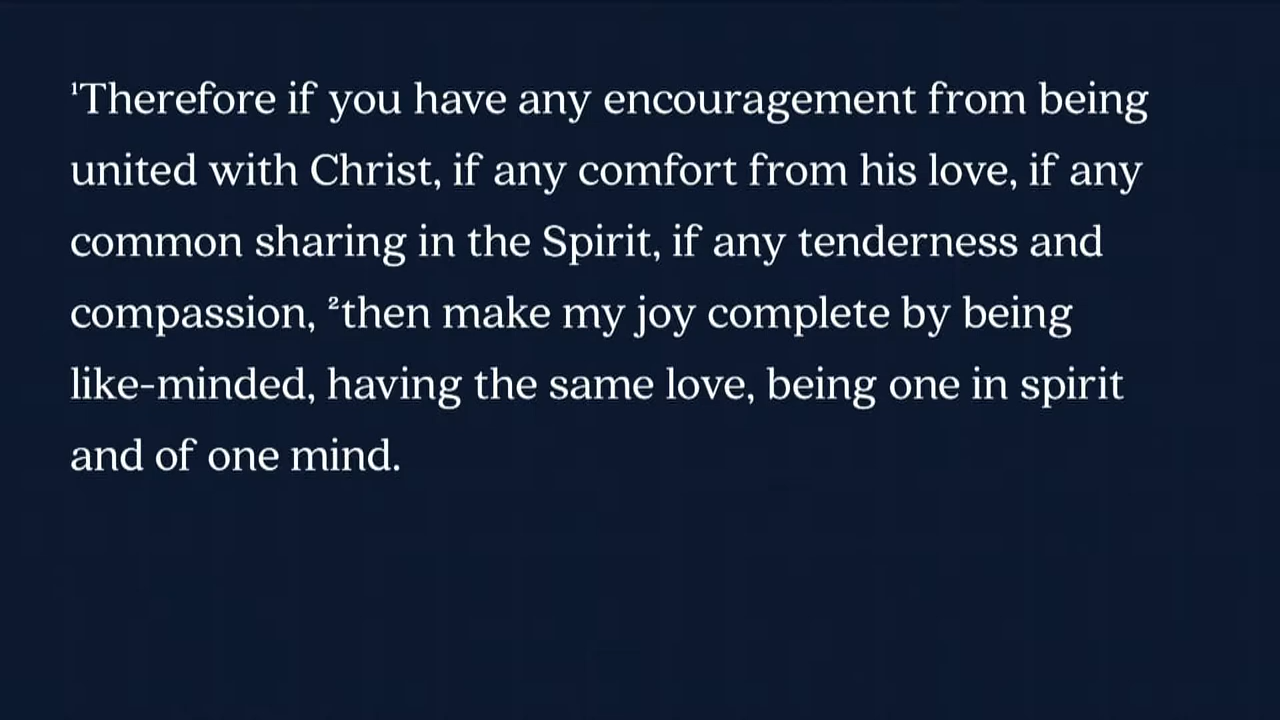 ¹Therefore if you have any encouragement from being
united with Christ, if any comfort from his love, if any
common sharing in the Spirit, if any tenderness and
compassion, ²then make my joy complete by being
like-minded, having the same love, being one in spirit
and of one mind.